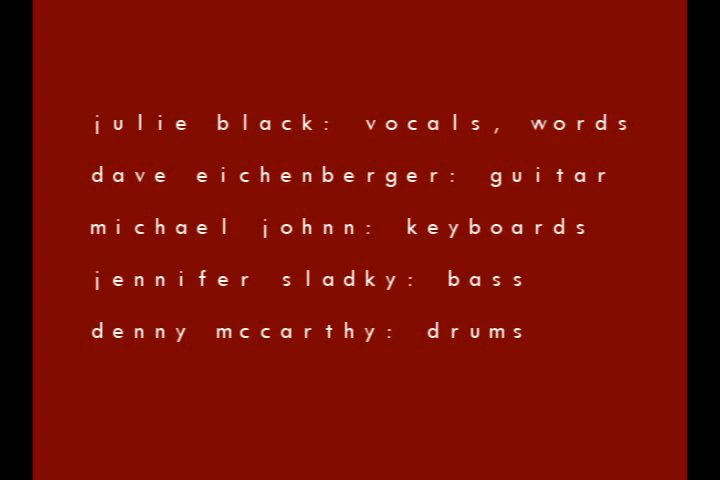 julie black: vocals, words
dave eichenberger: guitar
michael johnn: keyboards
jennifer sladky: bass
denny mccarthy: drums